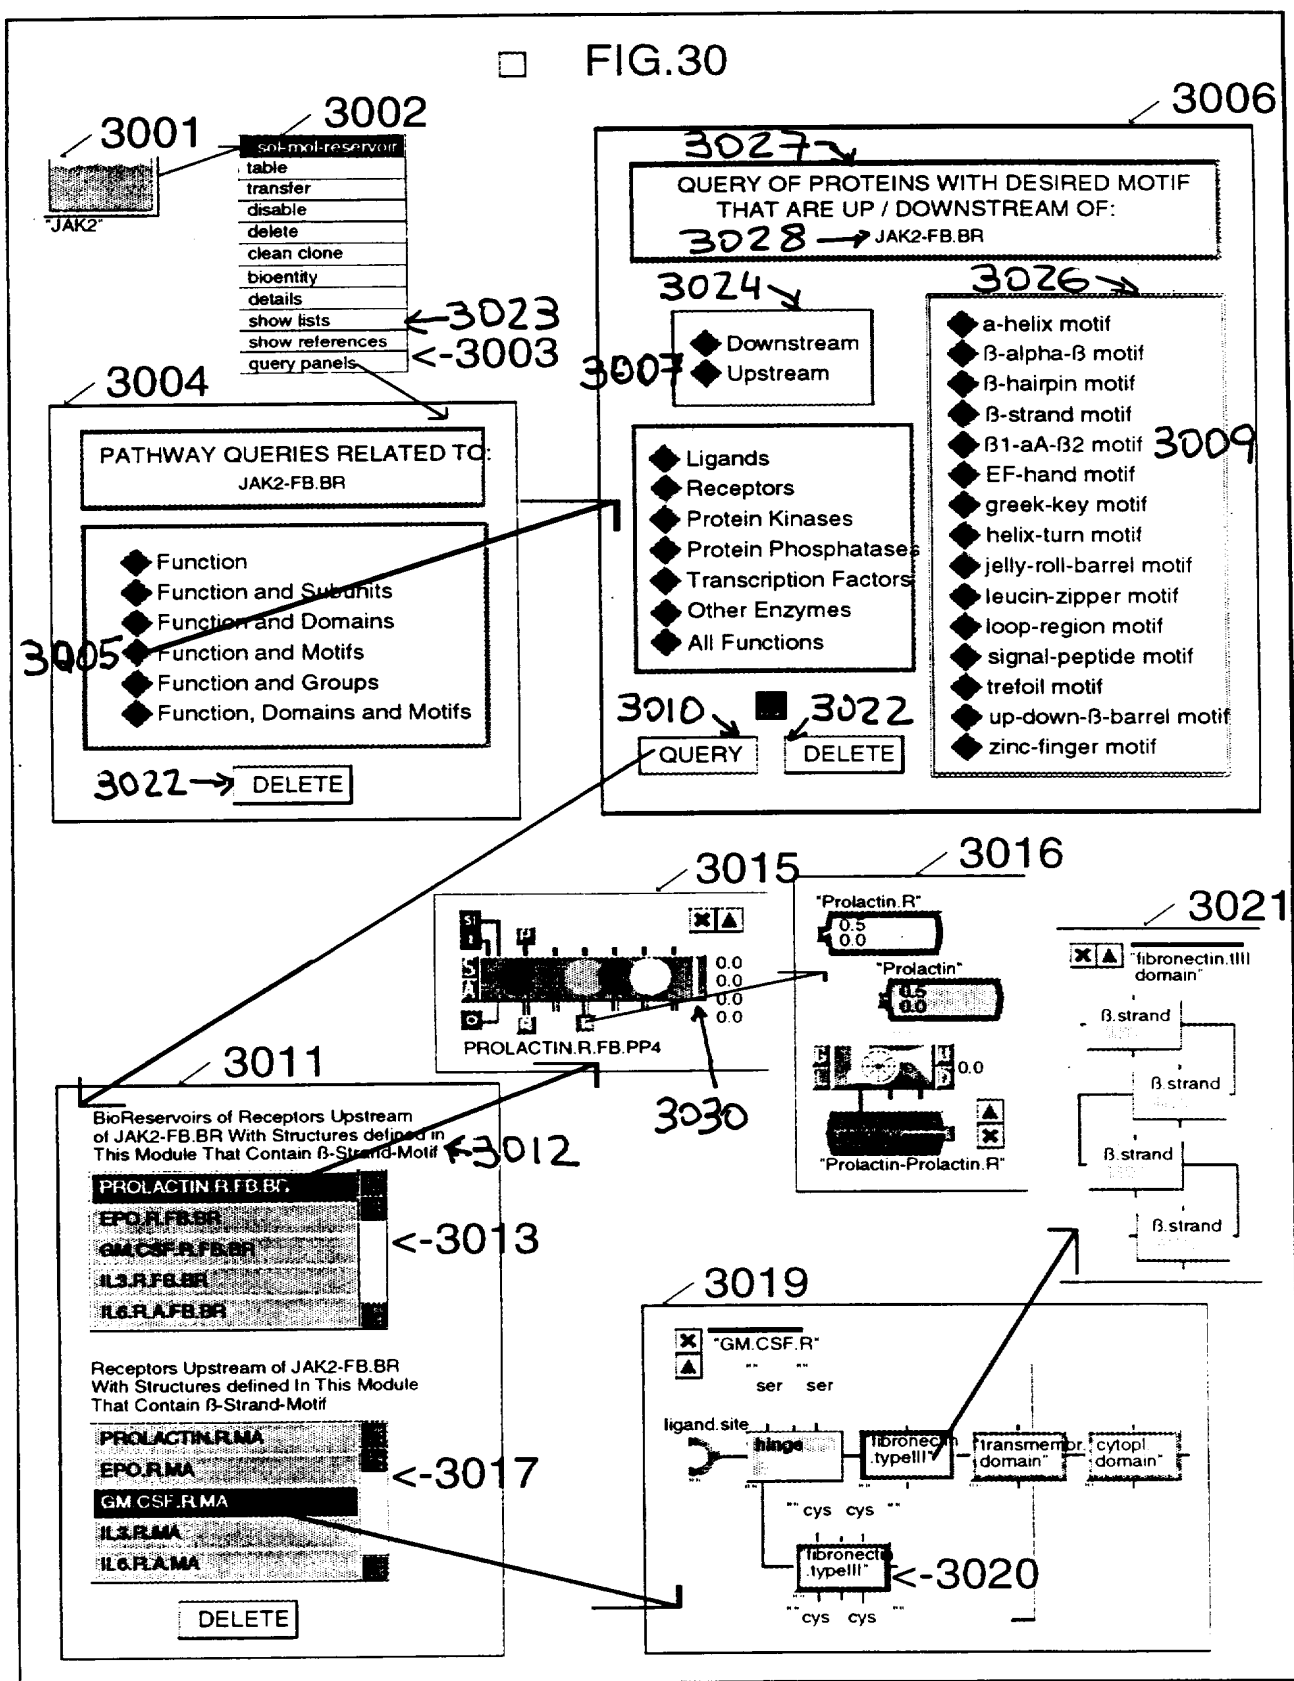 FIG.30
3001
3002
3006
"JAK2"
sol-mol-reservoir
table
transfer
disable
delete
clean clone
bioentity
details
show lists
show references
query panels
3023
<-3003
3027
QUERY OF PROTEINS WITH DESIRED MOTIF
THAT ARE UP / DOWNSTREAM OF:
3028
JAK2-FB.BR
3024
3007
Downstream
Upstream
3026
a-helix motif
ß-alpha-ß motif
ß-hairpin motif
ß-strand motif
ß1-aA-ß2 motif
3009
EF-hand motif
greek-key motif
helix-turn motif
jelly-roll-barrel motif
leucin-zipper motif
loop-region motif
signal-peptide motif
trefoil motif
up-down-ß-barrel motif
zinc-finger motif
Ligands
Receptors
Protein Kinases
Protein Phosphatases
Transcription Factors
Other Enzymes
All Functions
3010
3022
QUERY
DELETE
3004
PATHWAY QUERIES RELATED TO:
JAK2-FB.BR
Function
Function and Subunits
Function and Domains
3005
Function and Motifs
Function and Groups
Function, Domains and Motifs
3022
DELETE
3015
0.0
0.0
0.0
0.0
PROLACTIN.R.FB.PP4
3030
3016
"Prolactin.R"
0.5
0.0
"Prolactin"
0.5
0.0
0.0
"Prolactin-Prolactin.R"
3021
"fibronectin.tIII
domain"
ß.strand
ß.strand
ß.strand
ß.strand
3011
BioReservoirs of Receptors Upstream
of JAK2-FB.BR With Structures defined in
This Module That Contain ß-Strand-Motif
3012
PROLACTIN.R.FB.BR
EPO.R.FB.BR
GM.CSF.R.FB.BR
IL3.R.FB.BR
IL6.R.A.FB.BR
<-3013
Receptors Upstream of JAK2-FB.BR
With Structures defined In This Module
That Contain ß-Strand-Motif
PROLACTIN.R.MA
EPO.R.MA
GM.CSF.R.MA
IL3.R.MA
IL6.R.A.MA
<-3017
DELETE
3019
"GM.CSF.R"
"" ""
ser ser
ligand.site
hinge
"fibronectin
.typeIII"
"transmembr.
domain"
cytopl.
domain"
"" cys cys ""
"fibronectin
.typeIII"
<-3020
"" cys cys ""